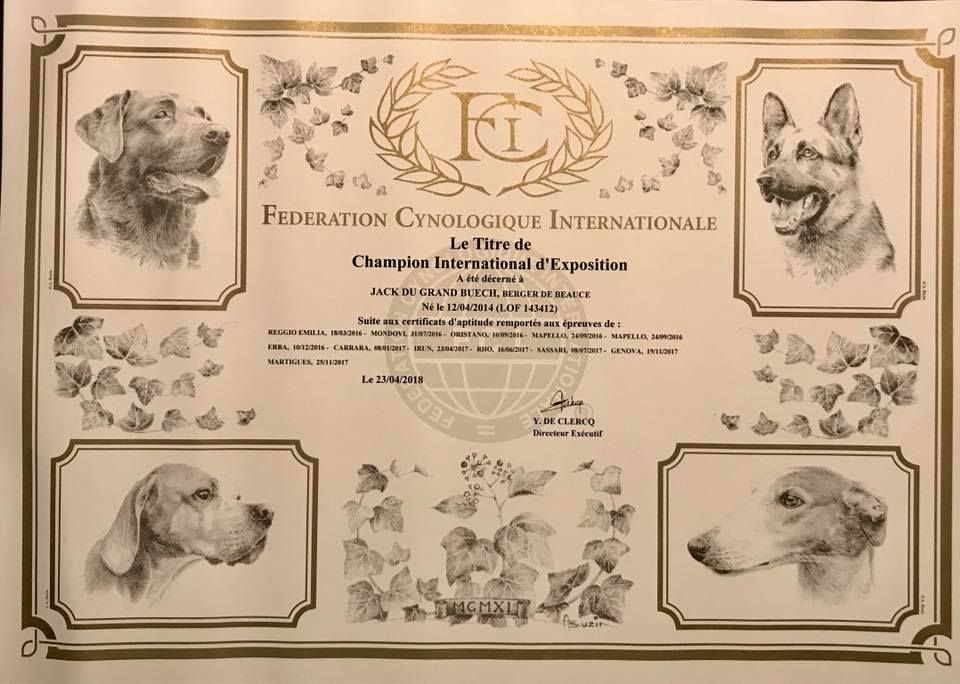 FCI
FEDERATION CYNOLOGIQUE INTERNATIONALE
Le Titre de
Champion International d'Exposition
A été décerné à
JACK DU GRAND BUECH, BERGER DE BEAUCE
Né le 12/04/2014 (LOF 143412)
Suite aux certificats d'aptitude remportés aux épreuves de :
REGGIO EMILIA, 18/03/2016 - MONDOVI, 31/07/2016 - ORISTANO, 10/09/2016 - MAPELLO, 24/09/2016 - MAPELLO, 24/09/2016
ERBA, 10/12/2016 - CARRARA, 08/01/2017 - IRUN, 23/04/2017 - RHO, 16/06/2017 - SASSARI, 08/07/2017 - GENOVA, 19/11/2017
MARTIGUES, 25/11/2017
Le 23/04/2018
Y. DE CLERCQ
Directeur Exécutif
MCMXI